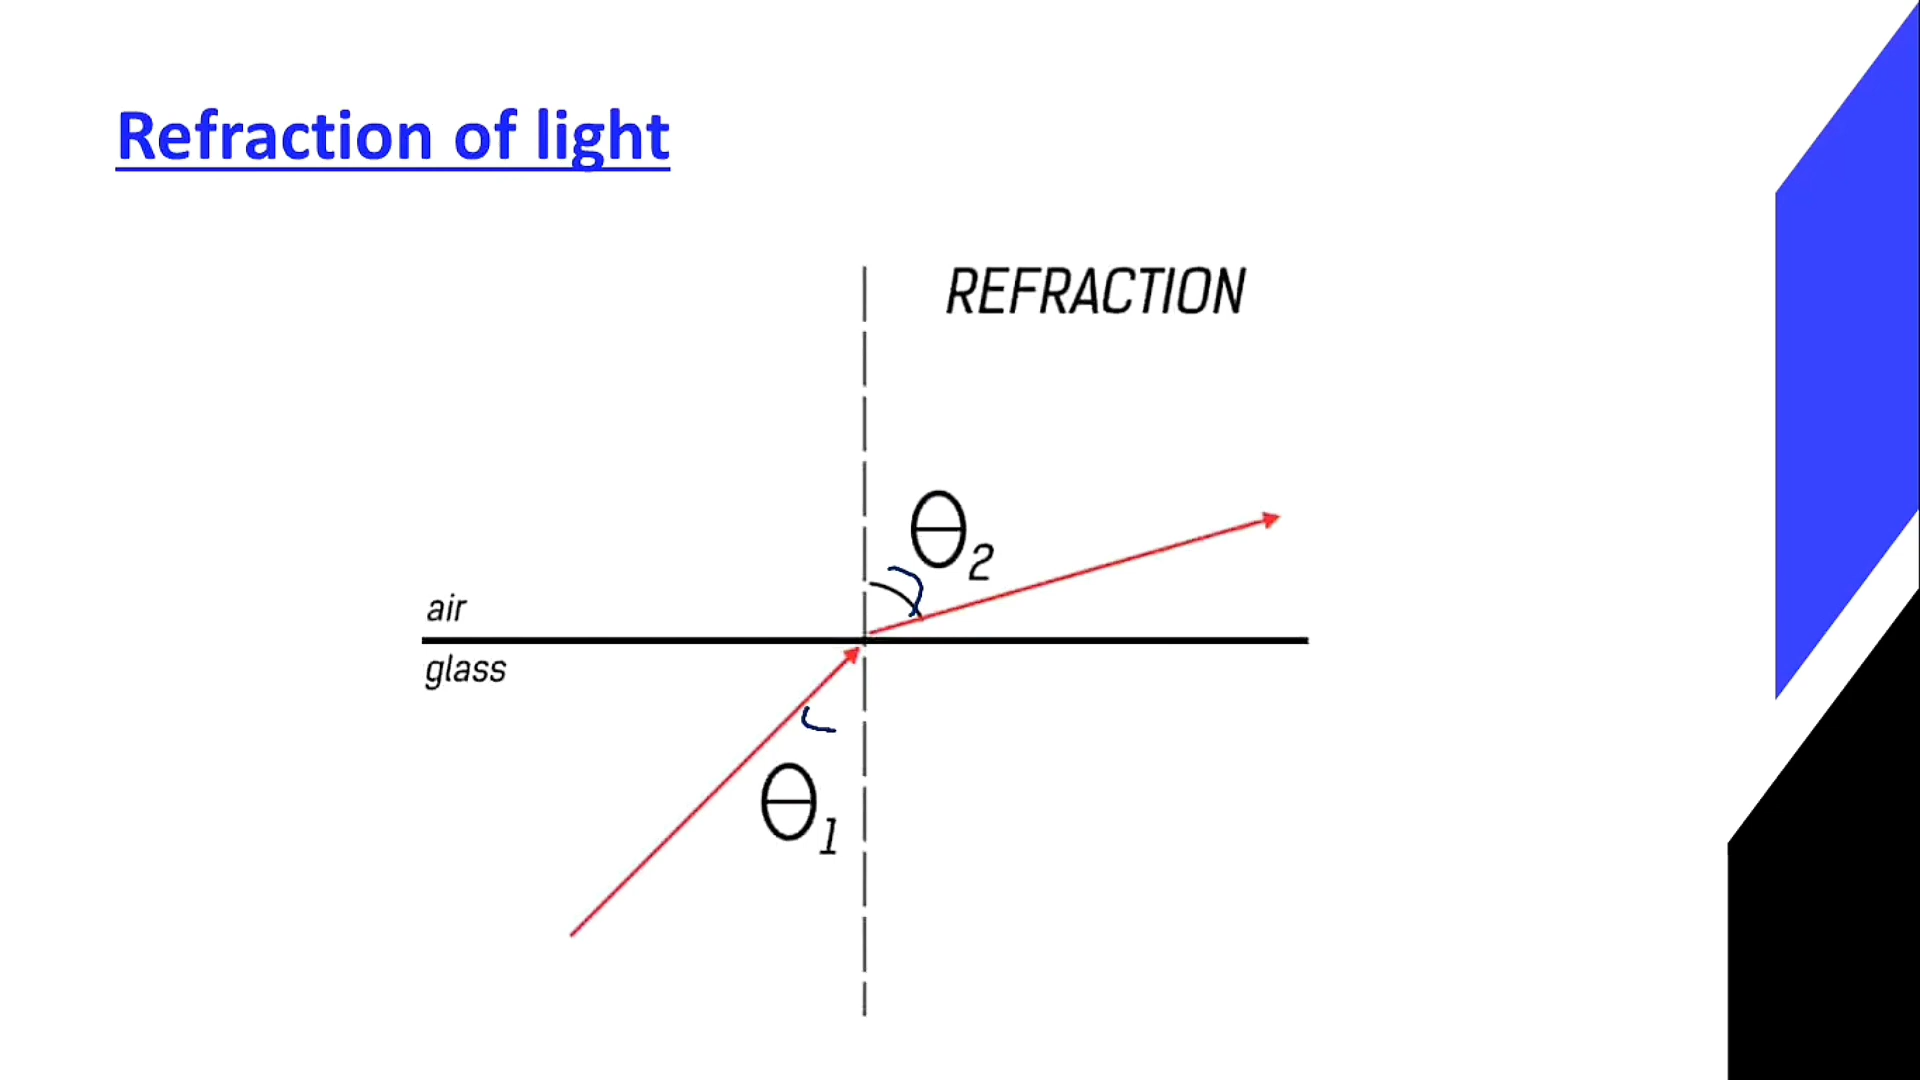 Refraction of light
REFRACTION
θ2
air
glass
θ1